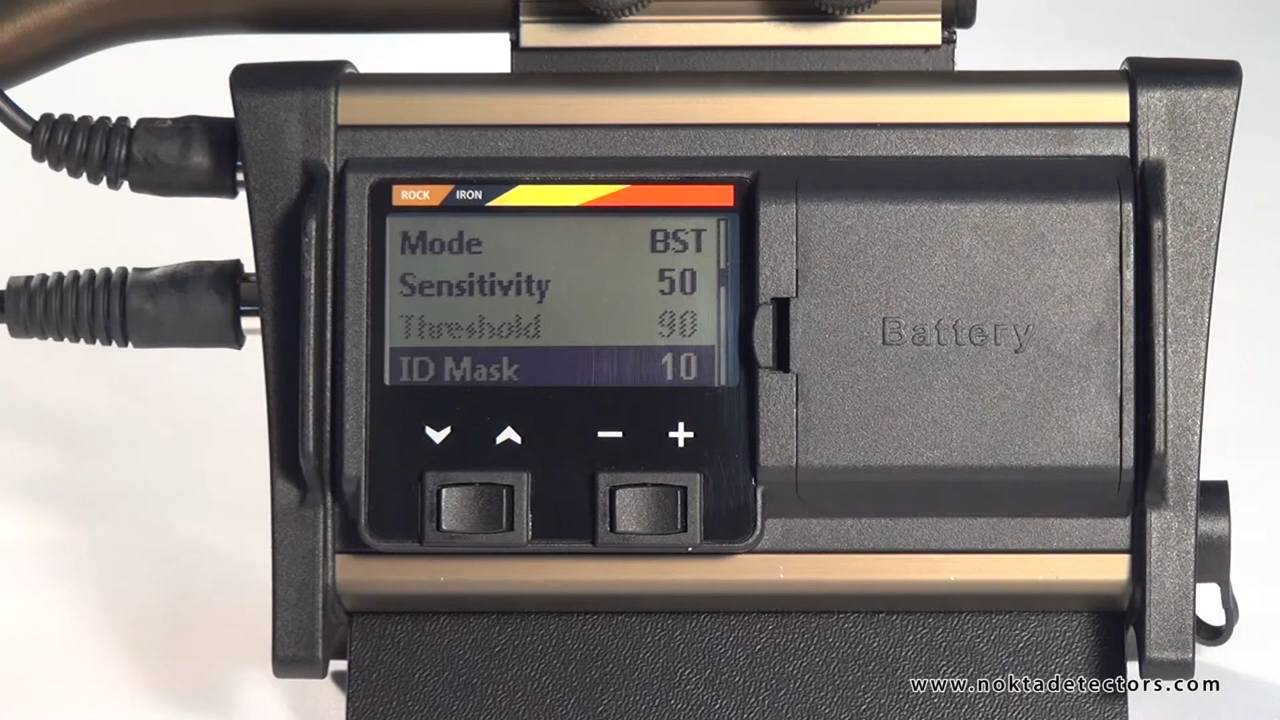 ROCK IRON
Mode BST
Sensitivity 50
Threshold 90
ID Mask 10
Battery
www.noktadetectors.com